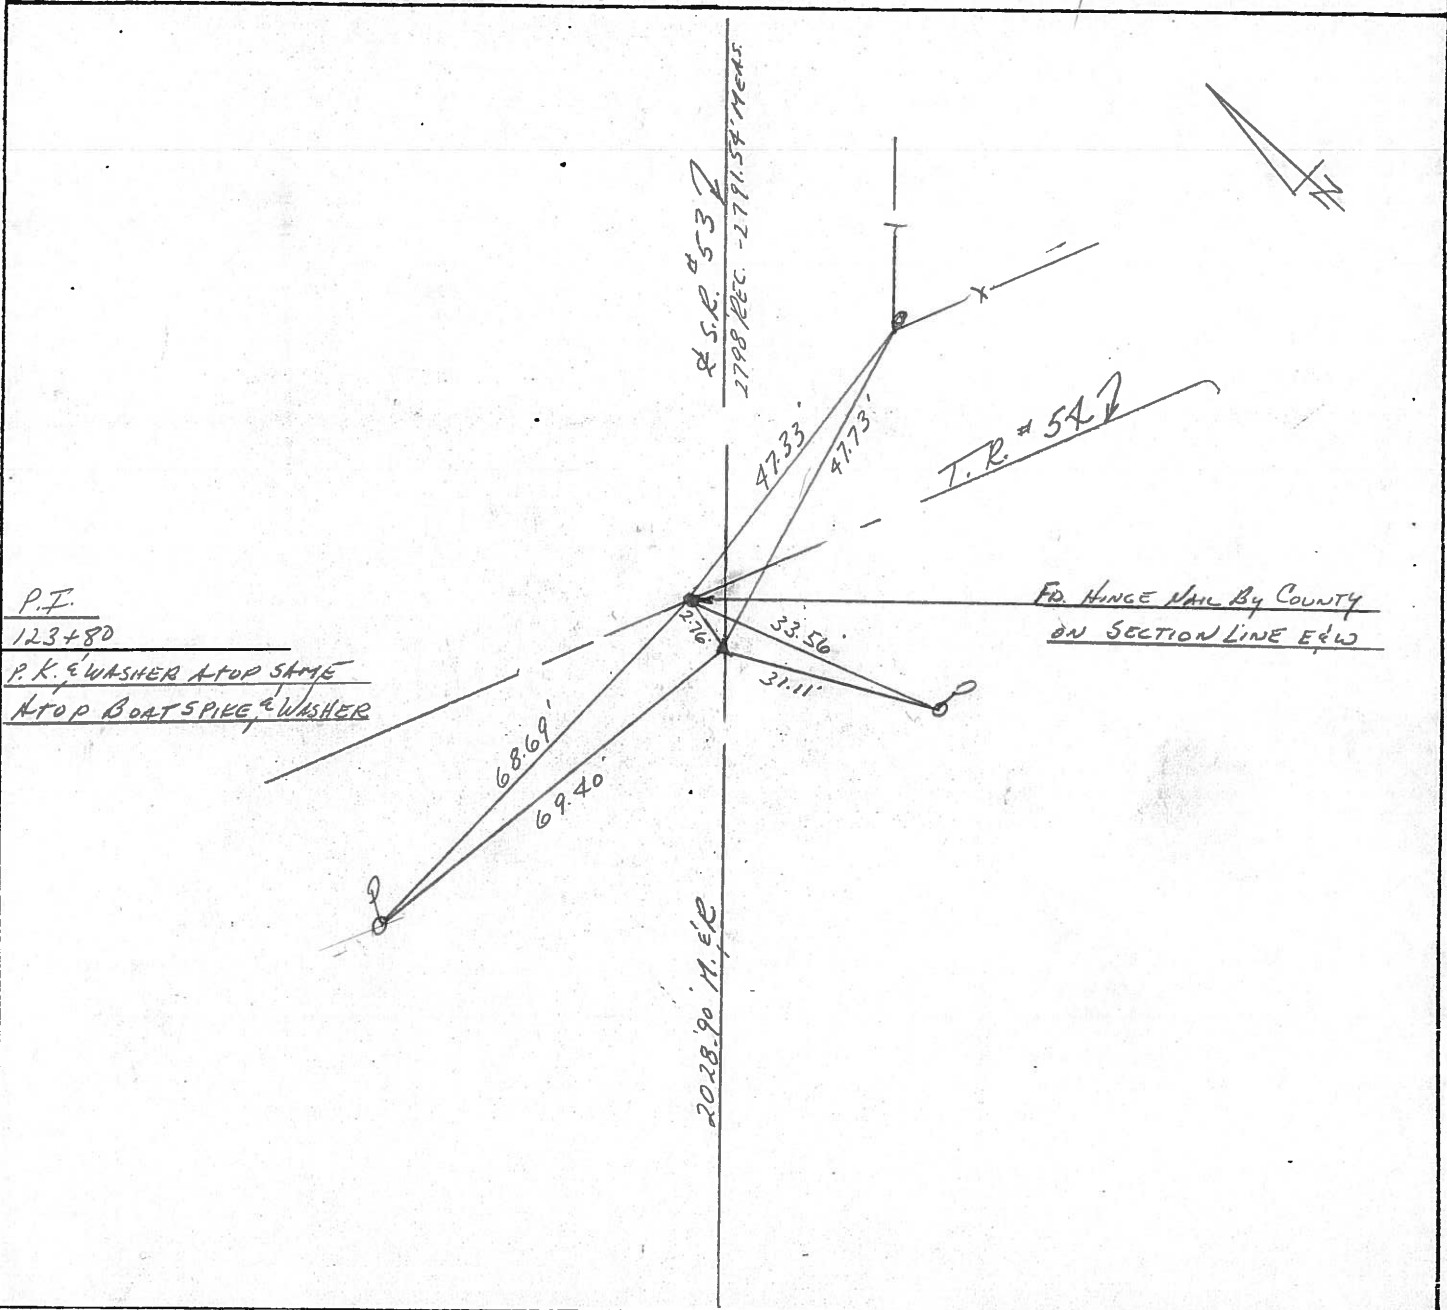 ℄ S.R. # 53
2798' REC. - 2791.54' MEAS.
47.33'
47.73'
T. R. # 54
P.I.
123+80
P.K. & WASHER ATOP SAME
ATOP BOAT SPIKE & WASHER
FD. HINGE NAIL BY COUNTY
ON SECTION LINE E & W
2.76
33.56'
31.11'
68.69'
69.40'
2028.90' M. & R.
N